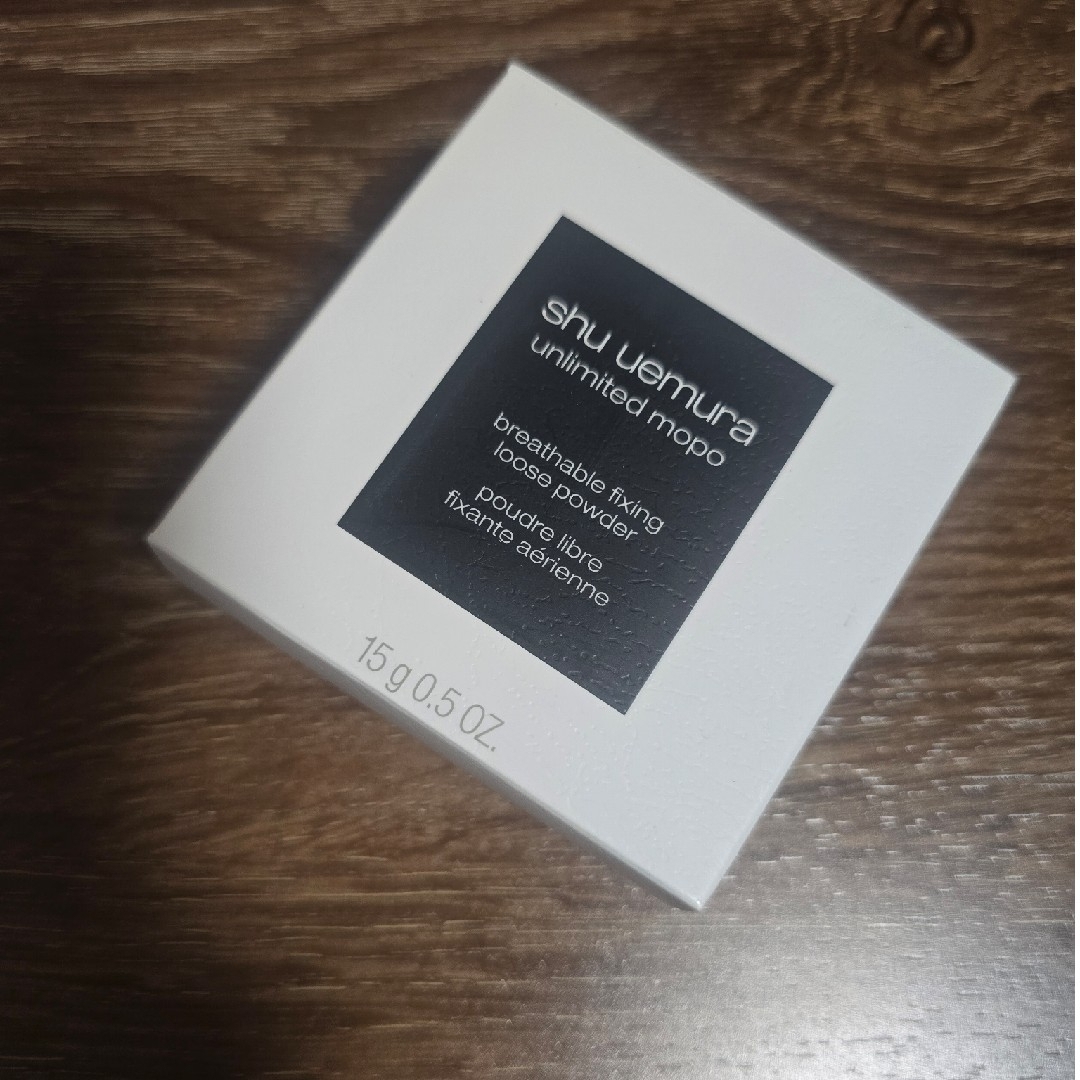 shu uemura
unlimited mopo
breathable fixing
loose powder
poudre libre
fixante aérienne
15 g 0.5 OZ.